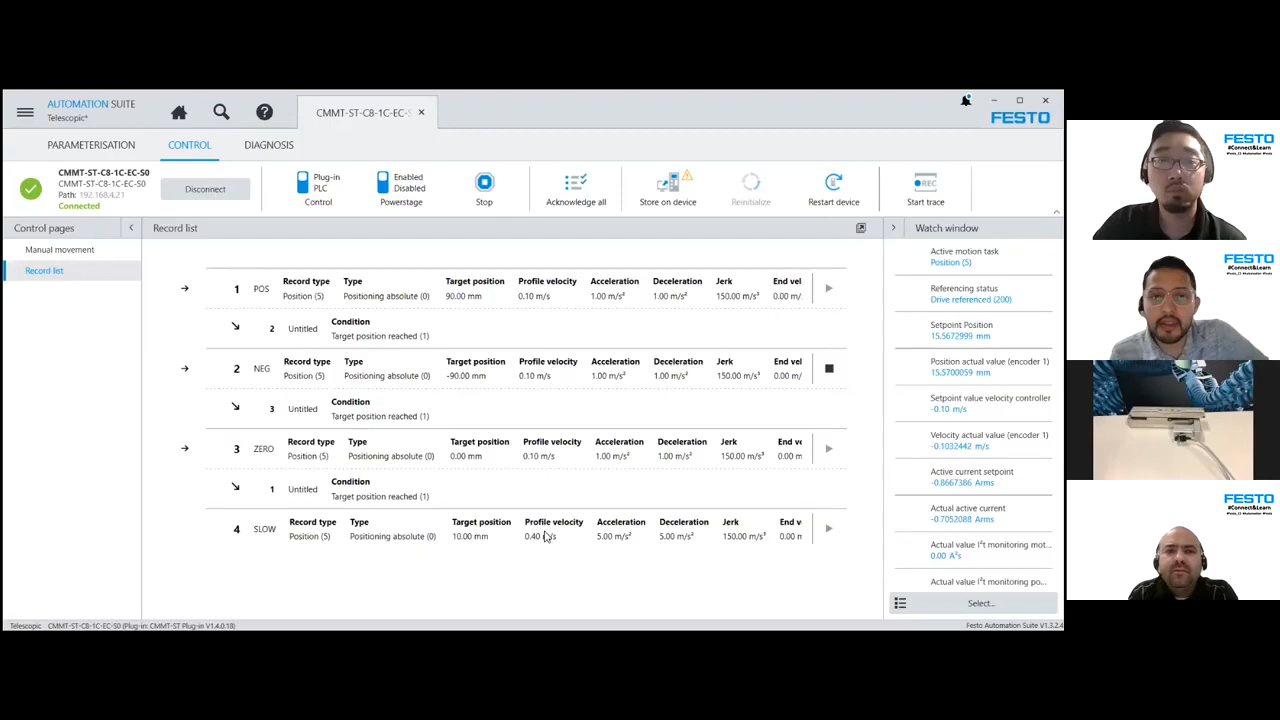 AUTOMATION SUITE
Telescopic*
CMMT-ST-C8-1C-EC-S
FESTO
PARAMETERISATION
CONTROL
DIAGNOSIS
CMMT-ST-C8-1C-EC-S0
CMMT-ST-C8-1C-EC-S0
Path: 192.168.4.21
Connected
Disconnect
Plug-in
PLC
Control
Enabled
Disabled
Powerstage
Stop
Acknowledge all
Store on device
Reinitialize
Restart device
REC
Start trace
Control pages
Manual movement
Record list
Record list
1 POS
Record type Type Target position Profile velocity Acceleration Deceleration Jerk End vel
Position (5) Positioning absolute (0) 90.00 mm 0.10 m/s 1.00 m/s² 1.00 m/s² 150.00 m/s³ 0.00 m/
2 Untitled
Condition
Target position reached (1)
2 NEG
Record type Type Target position Profile velocity Acceleration Deceleration Jerk End vel
Position (5) Positioning absolute (0) -90.00 mm 0.10 m/s 1.00 m/s² 1.00 m/s² 150.00 m/s³ 0.00 m/
3 Untitled
Condition
Target position reached (1)
3 ZERO
Record type Type Target position Profile velocity Acceleration Deceleration Jerk End v
Position (5) Positioning absolute (0) 0.00 mm 0.10 m/s 1.00 m/s² 1.00 m/s² 150.00 m/s³ 0.00 m
1 Untitled
Condition
Target position reached (1)
4 SLOW
Record type Type Target position Profile velocity Acceleration Deceleration Jerk End v
Position (5) Positioning absolute (0) 10.00 mm 0.40 m/s 5.00 m/s² 5.00 m/s² 150.00 m/s³ 0.00 m
Watch window
Active motion task
Position (5)
Referencing status
Drive referenced (200)
Setpoint Position
15.5672999 mm
Position actual value (encoder 1)
15.5700059 mm
Setpoint value velocity controller
-0.10 m/s
Velocity actual value (encoder 1)
-0.1032442 m/s
Active current setpoint
-0.8667386 Arms
Actual active current
-0.7052088 Arms
Actual value I²t monitoring mot...
0.00 A²s
Actual value I²t monitoring po...
Select...
Telescopic CMMT-ST-C8-1C-EC-S0 (Plug-in: CMMT-ST Plug-in V1.4.0.18)
Festo Automation Suite V1.3.2.4
FESTO
#Connect&Learn
FESTO
#Connect&Learn
FESTO
#Connect&Learn